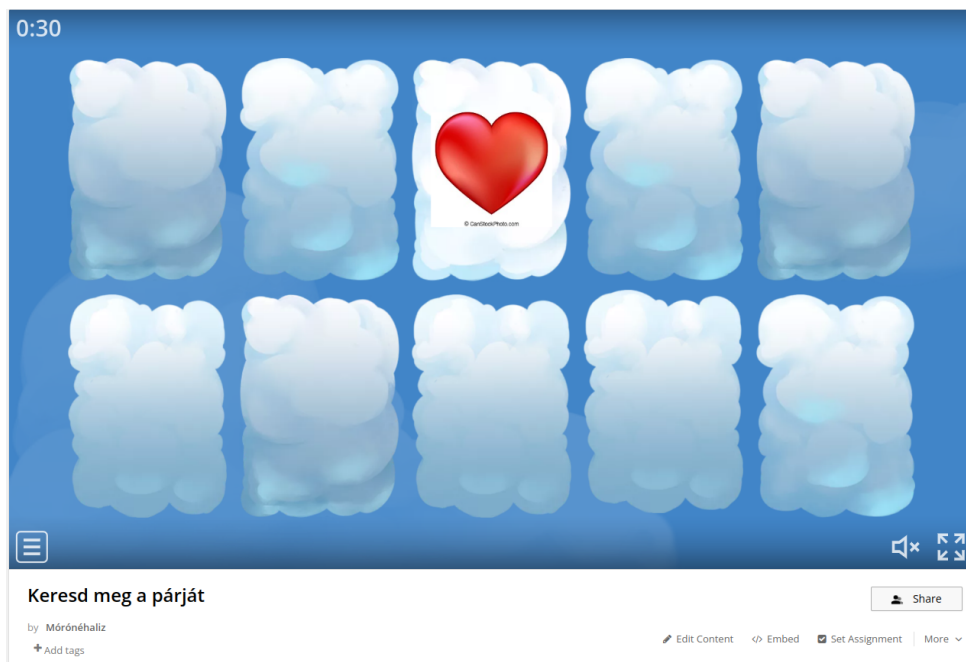 0:30
© CanStockPhoto.com
Keresd meg a párját
Share
by Mórónéhaliz
Edit Content Embed Set Assignment More
Add tags